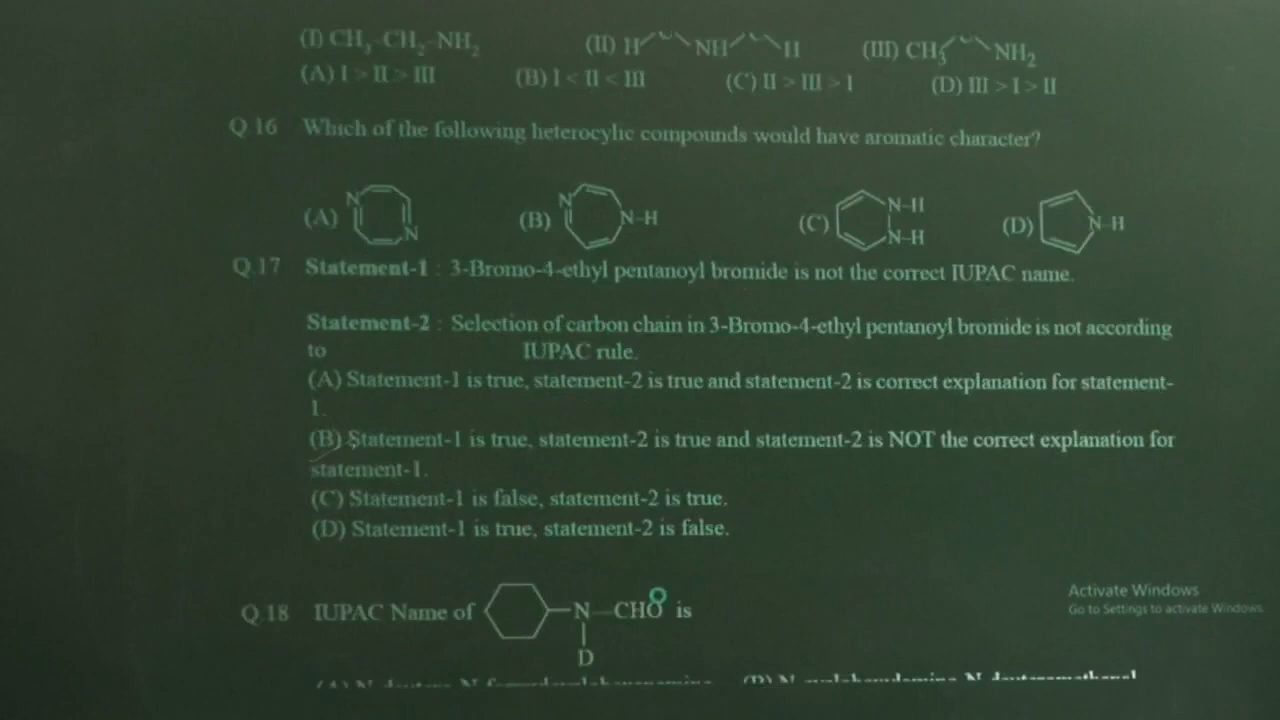 (I) CH₃-CH₂-NH₂ (II) H NH H (III) CH₃ NH₂
(A) I > II > III (B) I < II < III (C) II > III > I (D) III > I > II
Q.16 Which of the following heterocylic compounds would have aromatic character?
(A) N N (B) N N-H (C) N-H N-H (D) N-H
Q.17 Statement-1 : 3-Bromo-4-ethyl pentanoyl bromide is not the correct IUPAC name.
Statement-2 : Selection of carbon chain in 3-Bromo-4-ethyl pentanoyl bromide is not according
to IUPAC rule.
(A) Statement-1 is true, statement-2 is true and statement-2 is correct explanation for statement-
1.
(B) Statement-1 is true, statement-2 is true and statement-2 is NOT the correct explanation for
statement-1.
(C) Statement-1 is false, statement-2 is true.
(D) Statement-1 is true, statement-2 is false.
Activate Windows
Go to Settings to activate Windows.
Q.18 IUPAC Name of N CHO is
D